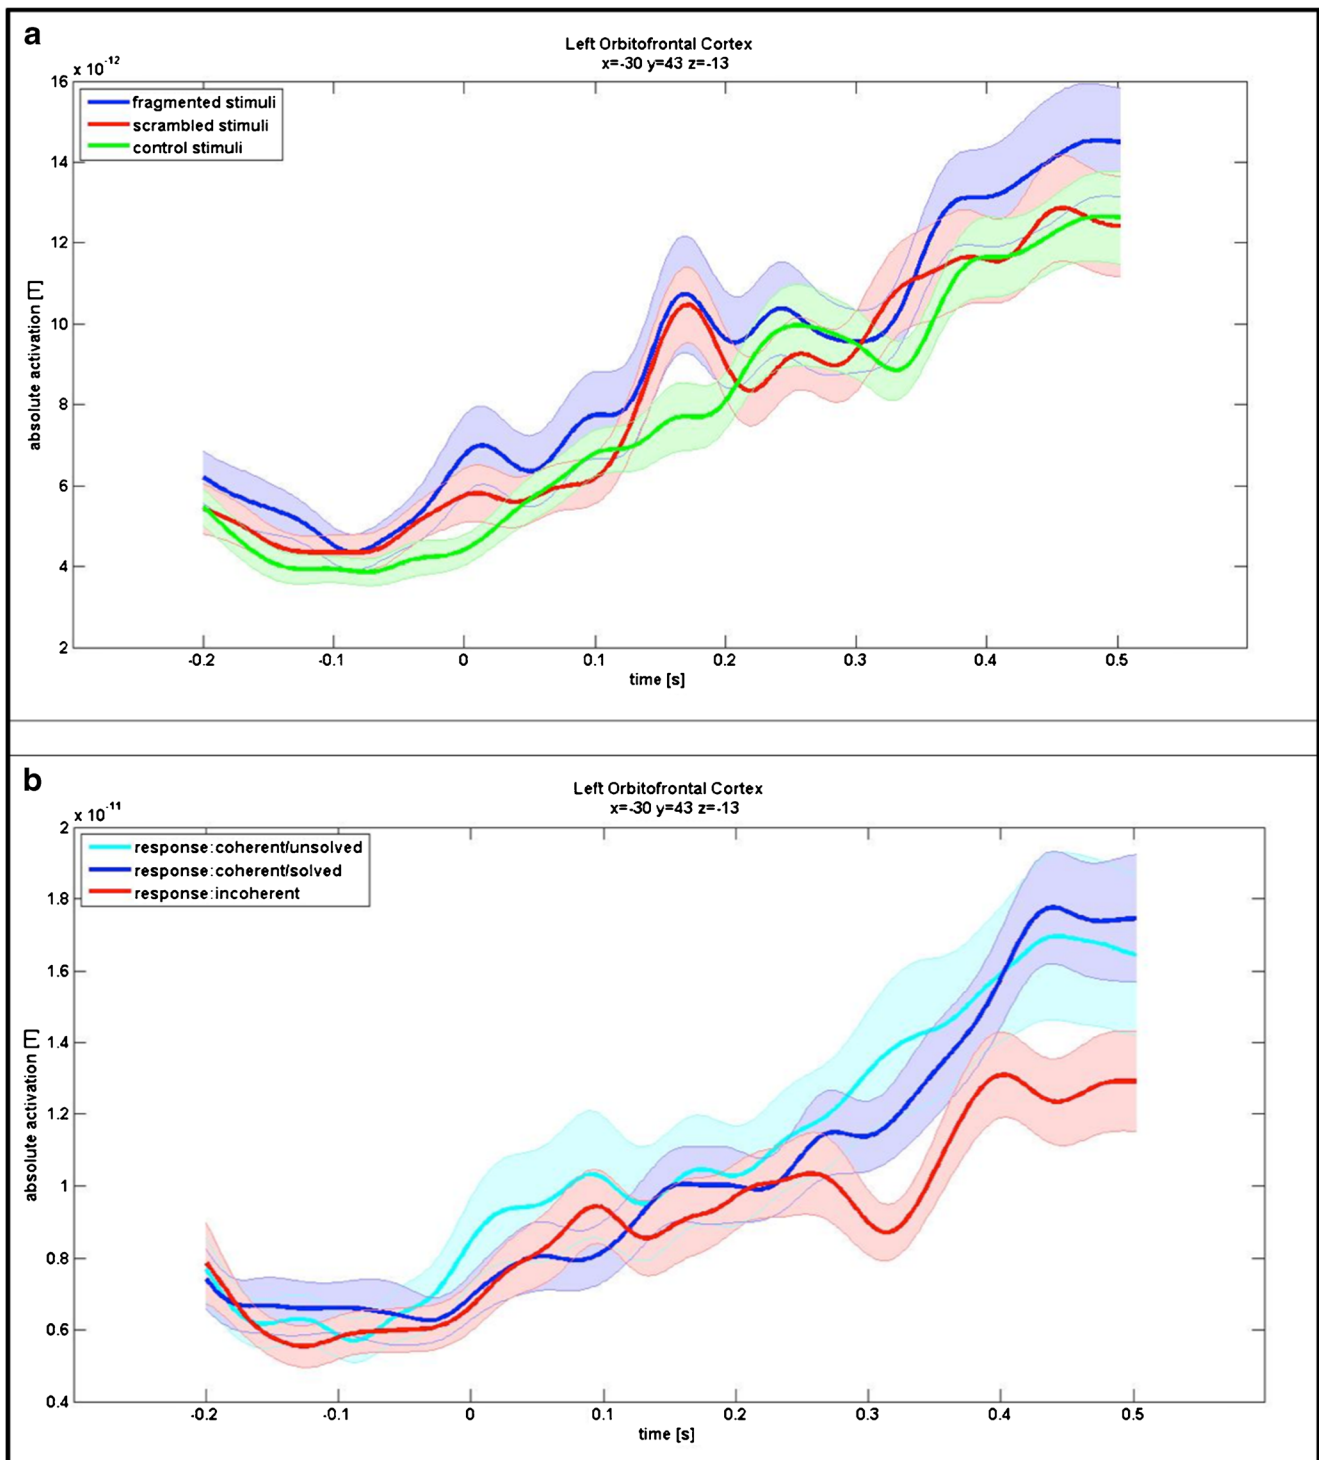 a
Left Orbitofrontal Cortex
x=-30 y=43 z=-13
x 10-12
fragmented stimuli
scrambled stimuli
control stimuli
16
14
12
10
8
6
4
2
absolute activation [T]
-0.2 -0.1 0 0.1 0.2 0.3 0.4 0.5
time [s]
b
Left Orbitofrontal Cortex
x=-30 y=43 z=-13
x 10-11
response:coherent/unsolved
response:coherent/solved
response:incoherent
2
1.8
1.6
1.4
1.2
1
0.8
0.6
0.4
absolute activation [T]
-0.2 -0.1 0 0.1 0.2 0.3 0.4 0.5
time [s]